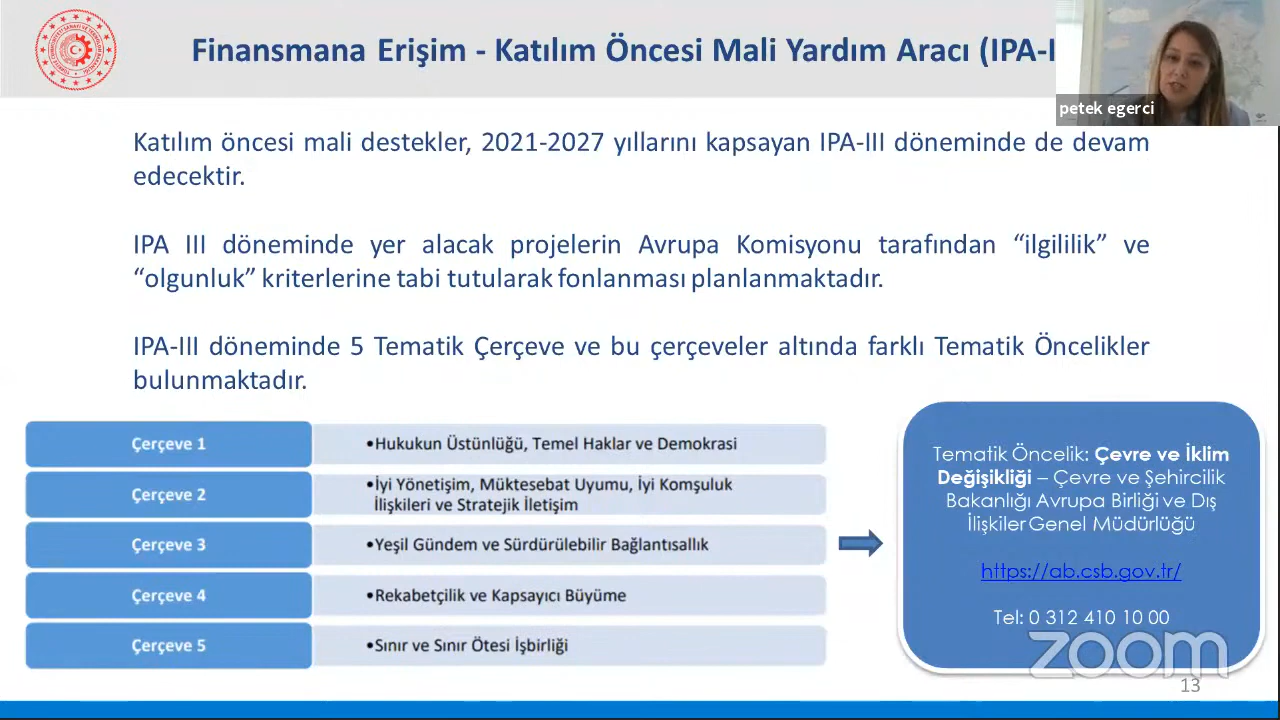 Finansmana Erişim - Katılım Öncesi Mali Yardım Aracı (IPA-I
petek egerci
Katılım öncesi mali destekler, 2021-2027 yıllarını kapsayan IPA-III döneminde de devam
edecektir.
IPA III döneminde yer alacak projelerin Avrupa Komisyonu tarafından “ilgililik” ve
“olgunluk” kriterlerine tabi tutularak fonlanması planlanmaktadır.
IPA-III döneminde 5 Tematik Çerçeve ve bu çerçeveler altında farklı Tematik Öncelikler
bulunmaktadır.
Çerçeve 1
•Hukukun Üstünlüğü, Temel Haklar ve Demokrasi
Çerçeve 2
•İyi Yönetişim, Müktesebat Uyumu, İyi Komşuluk
İlişkileri ve Stratejik İletişim
Çerçeve 3
•Yeşil Gündem ve Sürdürülebilir Bağlantısallık
Çerçeve 4
•Rekabetçilik ve Kapsayıcı Büyüme
Çerçeve 5
•Sınır ve Sınır Ötesi İşbirliği
Tematik Öncelik: Çevre ve İklim
Değişikliği – Çevre ve Şehircilik
Bakanlığı Avrupa Birliği ve Dış
İlişkiler Genel Müdürlüğü
https://ab.csb.gov.tr/
Tel: 0 312 410 10 00
zoom
13